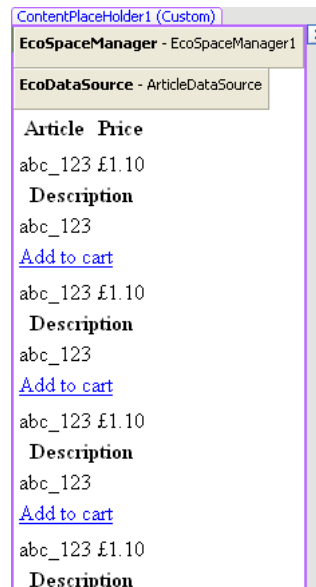 ContentPlaceHolder1 (Custom)
EcoSpaceManager - EcoSpaceManager1
EcoDataSource - ArticleDataSource
Article Price
abc_123 £1.10
Description
abc_123
Add to cart
abc_123 £1.10
Description
abc_123
Add to cart
abc_123 £1.10
Description
abc_123
Add to cart
abc_123 £1.10
Description